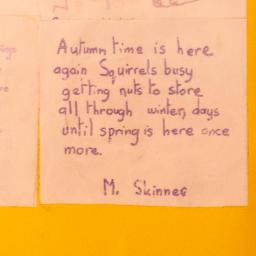 Autumn time is here
again Squirrels busy
getting nuts to store
all through winter, days
until spring is here once
more.
M. Skinner